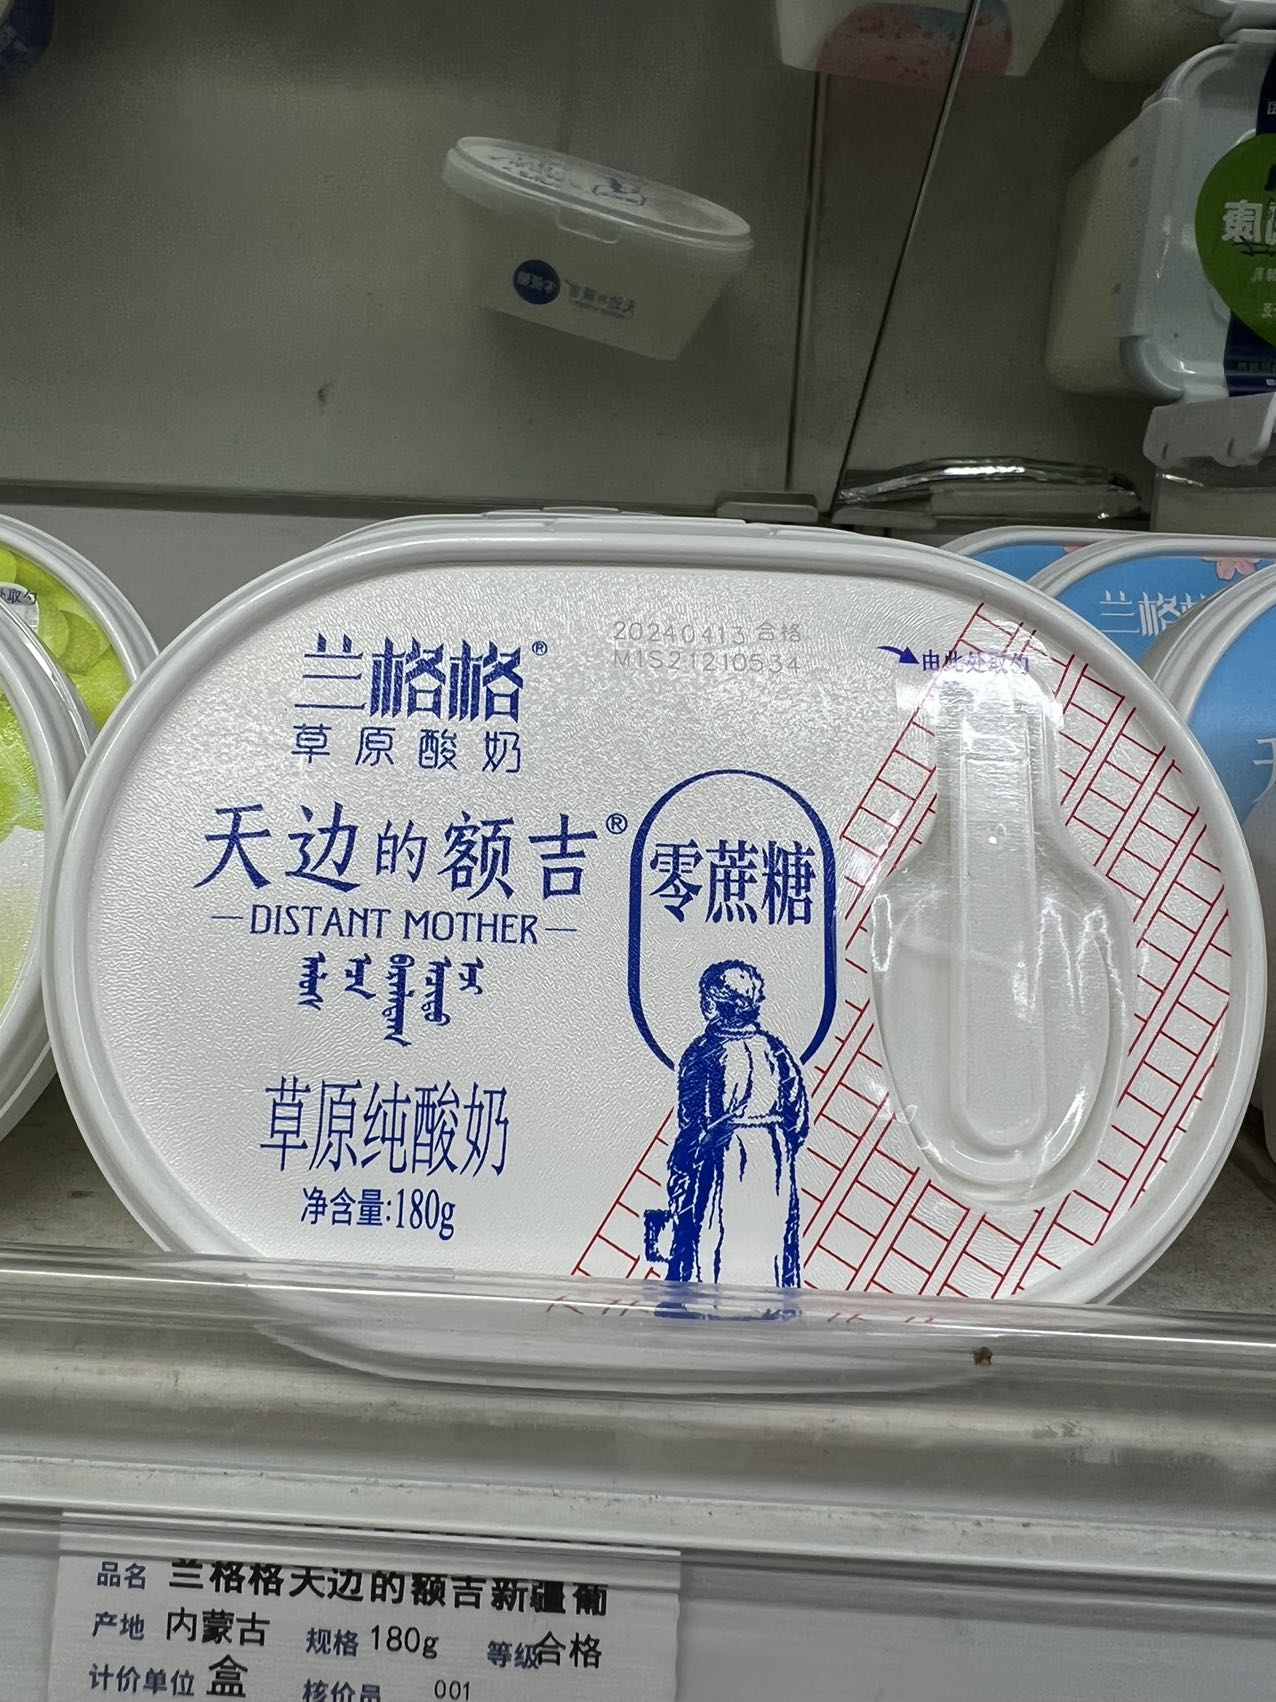 兰格格®
草原酸奶
20240413 合格
M1S21210534
由此处取勺
天边的额吉®
DISTANT MOTHER
零蔗糖
草原纯酸奶
净含量:180g
兰格
品名 兰格格天边的额吉新疆葡
产地 内蒙古 规格 180g 等级 合格
计价单位 盒 核价员 001